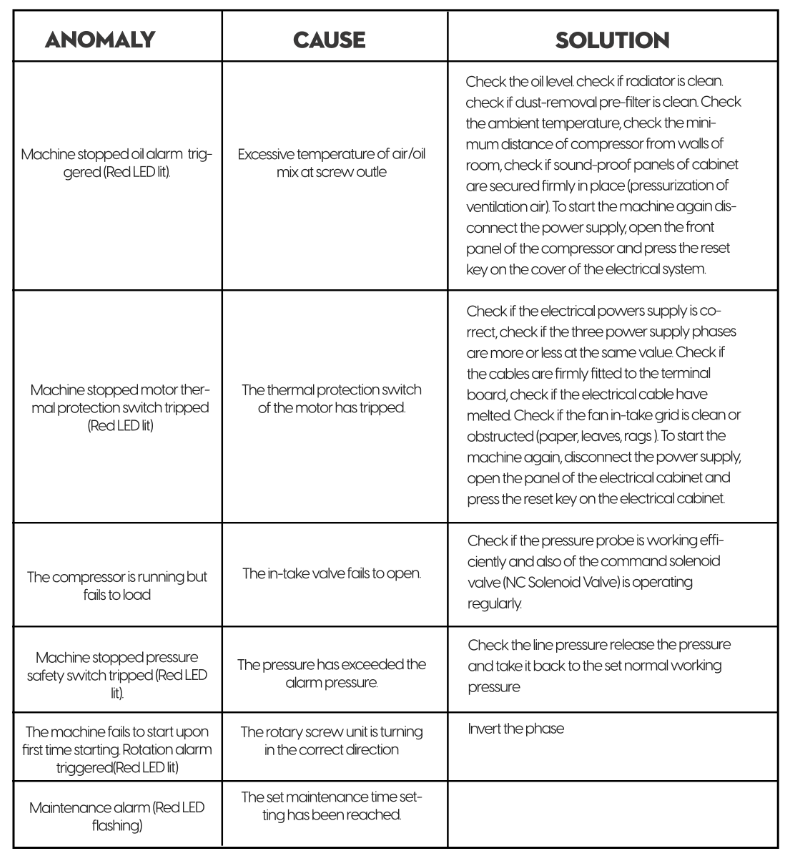 ANOMALY
CAUSE
SOLUTION
Machine stopped oil alarm trig-
gered (Red LED lit).
Excessive temperature of air/oil
mix at screw outle
Check the oil level. check if radiator is clean.
check if dust-removal pre-filter is clean. Check
the ambient temperature, check the mini-
mum distance of compressor from walls of
room, check if sound-proof panels of cabinet
are secured firmly in place (pressurization of
ventilation air). To start the machine again dis-
connect the power supply, open the front
panel of the compressor and press the reset
key on the cover of the electrical system.
Machine stopped motor ther-
mal protection switch tripped
(Red LED lit)
The thermal protection switch
of the motor has tripped.
Check if the electrical powers supply is co-
rrect, check if the three power supply phases
are more or less at the same value. Check if
the cables are firmly fitted to the terminal
board, check if the electrical cable have
melted. Check if the fan in-take grid is clean or
obstructed (paper, leaves, rags ). To start the
machine again, disconnect the power supply,
open the panel of the electrical cabinet and
press the reset key on the electrical cabinet.
The compressor is running but
fails to load
The in-take valve fails to open.
Check if the pressure probe is working effi-
ciently and also of the command solenoid
valve (NC Solenoid Valve) is operating
regularly.
Machine stopped pressure
safety switch tripped (Red LED
lit).
The pressure has exceeded the
alarm pressure.
Check the line pressure release the pressure
and take it back to the set normal working
pressure
The machine fails to start upon
first time starting. Rotation alarm
triggered(Red LED lit)
The rotary screw unit is turning
in the correct direction
Invert the phase
Maintenance alarm (Red LED
flashing)
The set maintenance time set-
ting has been reached.